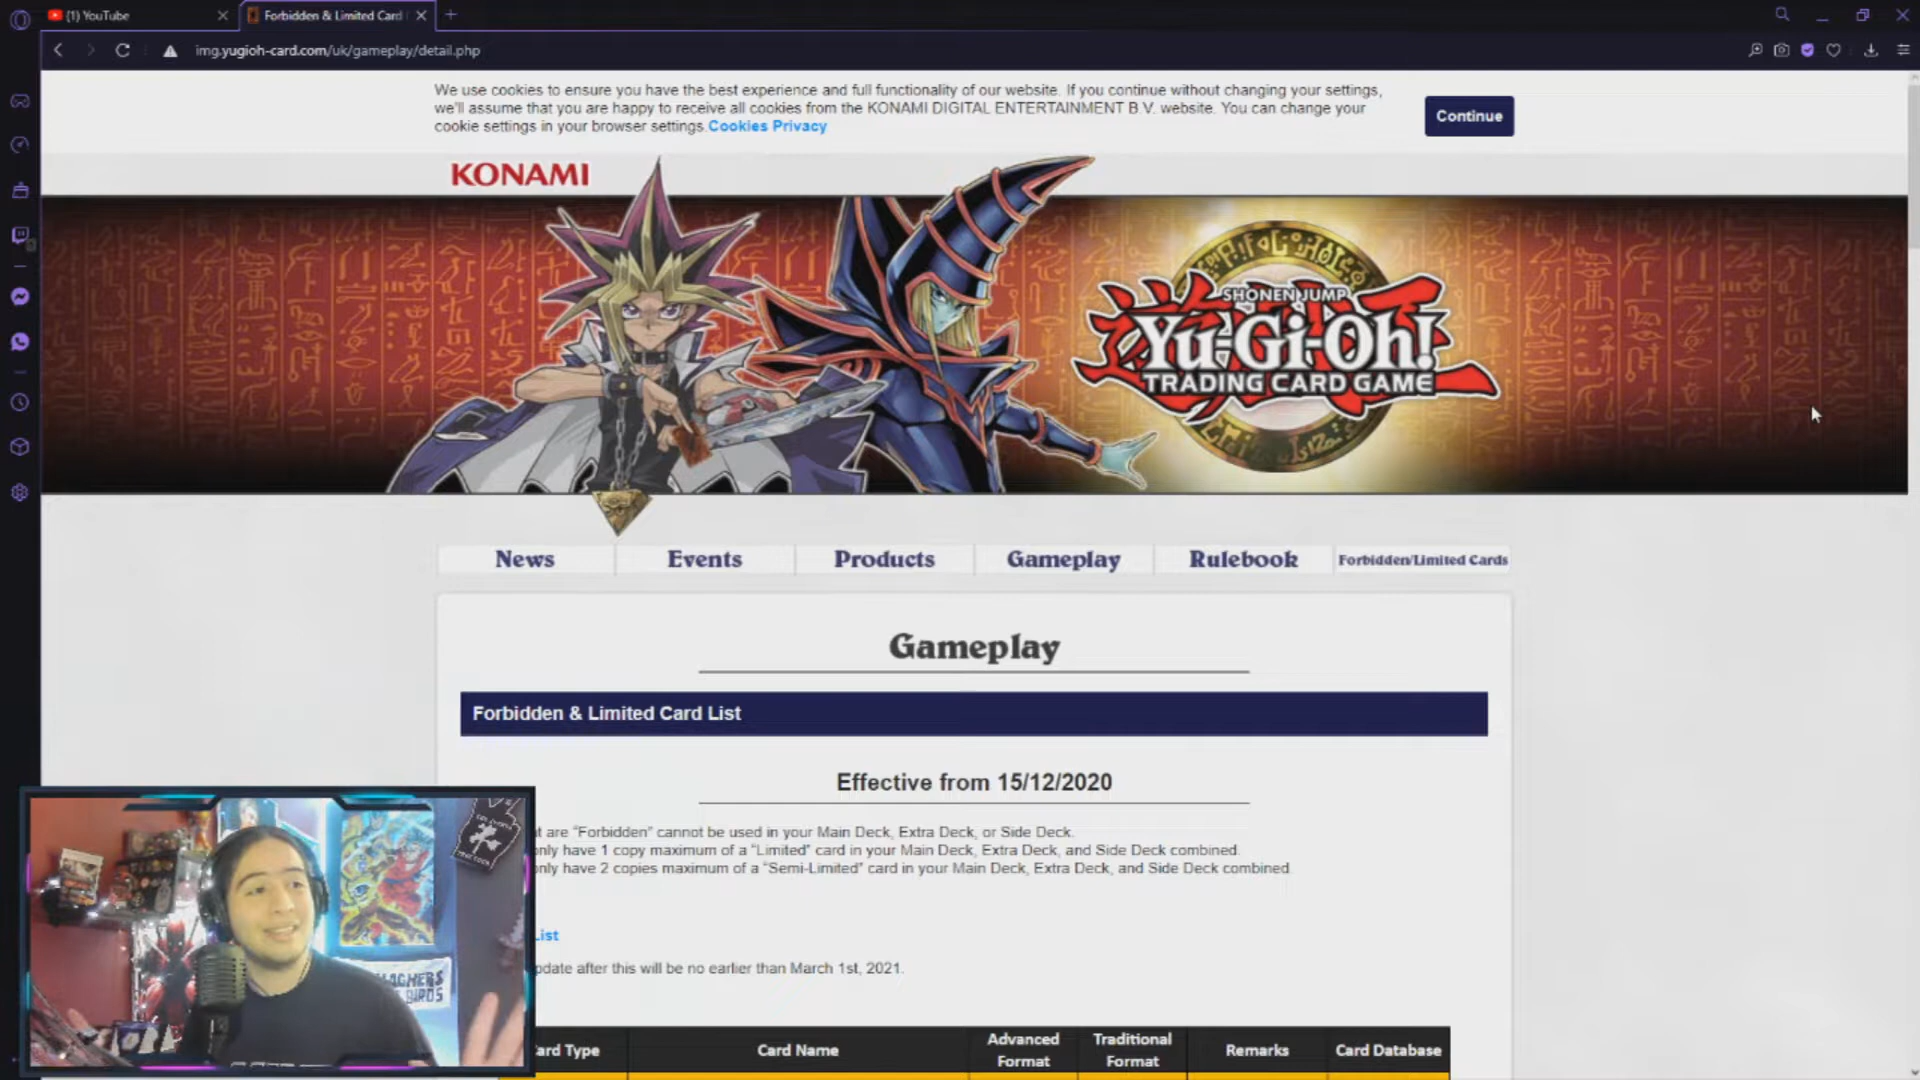 (1) YouTube
Forbidden & Limited Card
img.yugioh-card.com/uk/gameplay/detail.php
We use cookies to ensure you have the best experience and full functionality of our website. If you continue without changing your settings,
we'll assume that you are happy to receive all cookies from the KONAMI DIGITAL ENTERTAINMENT B.V. website. You can change your
cookie settings in your browser settings. Cookies Privacy
Continue
KONAMI
SHONEN JUMP
Yu-Gi-Oh!
TRADING CARD GAME
News
Events
Products
Gameplay
Rulebook
Forbidden/Limited Cards
Gameplay
Forbidden & Limited Card List
Effective from 15/12/2020
are "Forbidden" cannot be used in your Main Deck, Extra Deck, or Side Deck.
only have 1 copy maximum of a "Limited" card in your Main Deck, Extra Deck, and Side Deck combined.
only have 2 copies maximum of a "Semi-Limited" card in your Main Deck, Extra Deck, and Side Deck combined
List
pdate after this will be no earlier than March 1st, 2021.
ard Type
Card Name
Advanced
Format
Traditional
Format
Remarks
Card Database
BIRDS